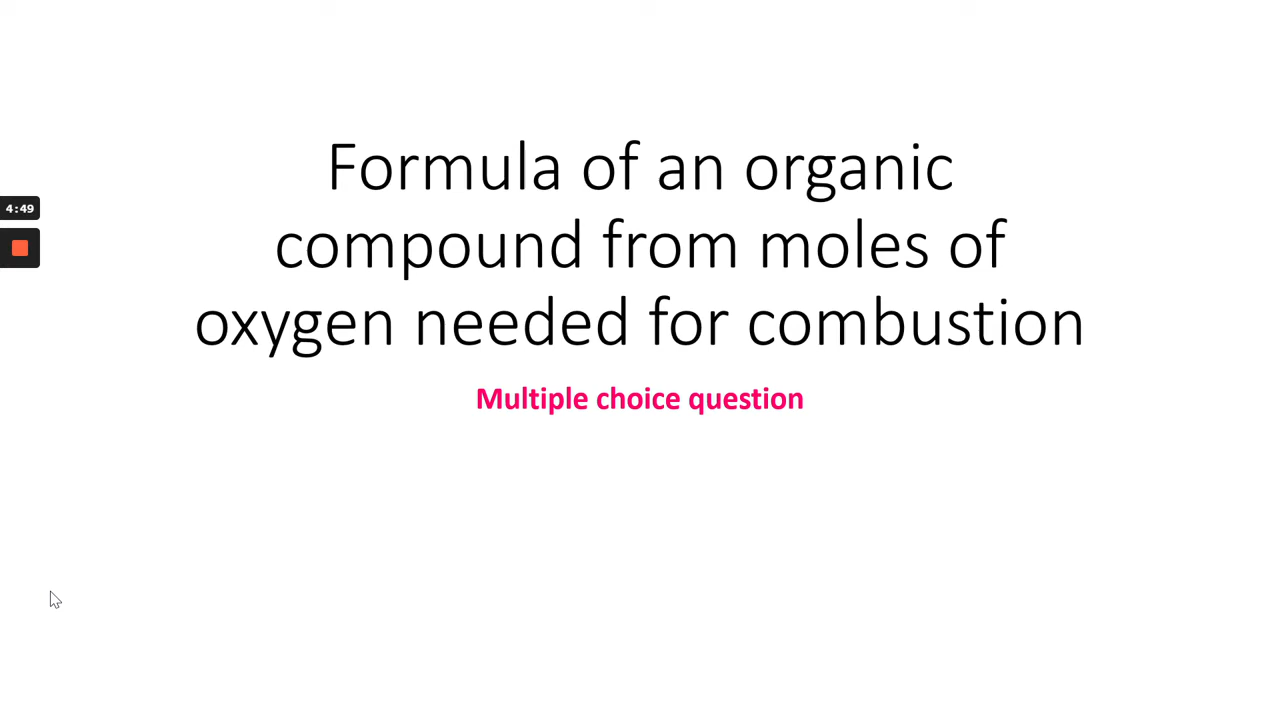 Formula of an organic
compound from moles of
oxygen needed for combustion
Multiple choice question
4:49